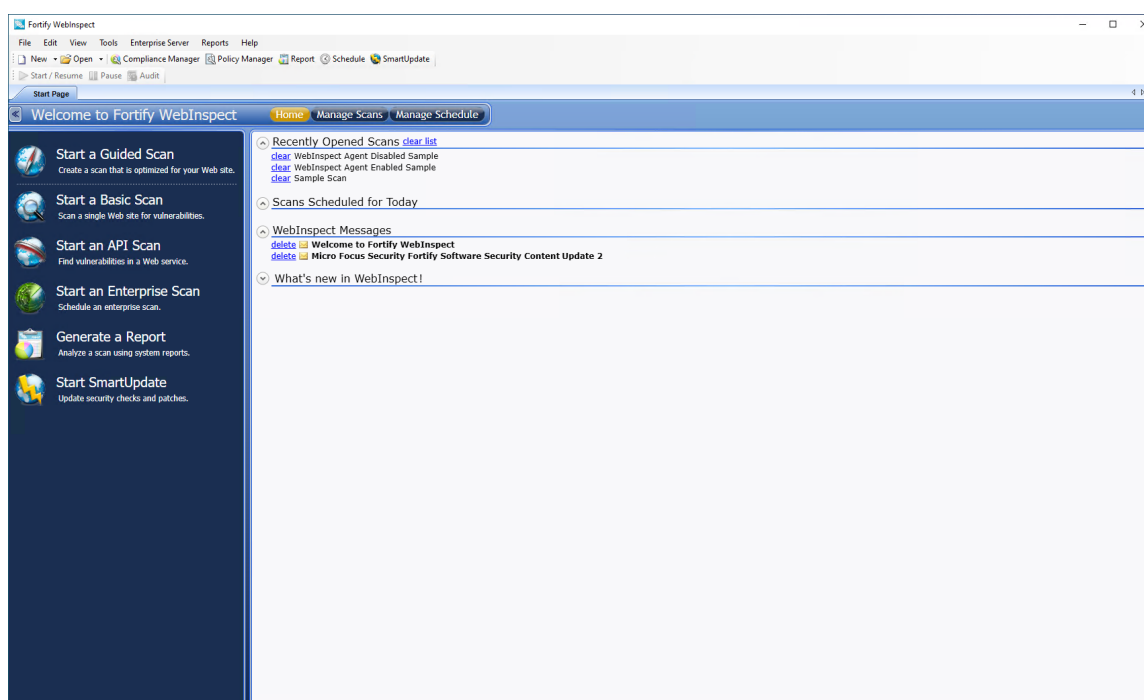 Fortify WebInspect
File Edit View Tools Enterprise Server Reports Help
New Open Compliance Manager Policy Manager Report Schedule SmartUpdate
Start / Resume Pause Audit
Start Page
Welcome to Fortify WebInspect Home Manage Scans Manage Schedule
Start a Guided Scan
Create a scan that is optimized for your Web site.
Start a Basic Scan
Scan a single Web site for vulnerabilities.
Start an API Scan
Find vulnerabilities in a Web service.
Start an Enterprise Scan
Schedule an enterprise scan.
Generate a Report
Analyze a scan using system reports.
Start SmartUpdate
Update security checks and patches.
Recently Opened Scans clear list
clear WebInspect Agent Disabled Sample
clear WebInspect Agent Enabled Sample
clear Sample Scan
Scans Scheduled for Today
WebInspect Messages
delete Welcome to Fortify WebInspect
delete Micro Focus Security Fortify Software Security Content Update 2
What's new in WebInspect!